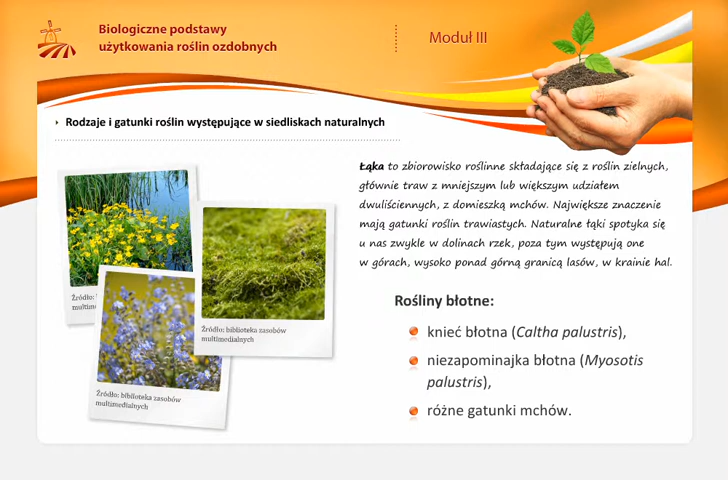 Biologiczne podstawy
użytkowania roślin ozdobnych
Moduł III
Rodzaje i gatunki roślin występujące w siedliskach naturalnych
Łąka to zbiorowisko roślinne składające się z roślin zielnych,
głównie traw z mniejszym lub większym udziałem
dwuliściennych, z domieszką mchów. Największe znaczenie
mają gatunki roślin trawiastych. Naturalne łąki spotyka się
u nas zwykle w dolinach rzek, poza tym występują one
w górach, wysoko ponad górną granicą lasów, w krainie hal.
Źródło:
Źródło: biblioteka zasobów
multimedialnych
Źródło: biblioteka zasobów
multimedialnych
Rośliny błotne:
knieć błotna (Caltha palustris),
niezapominajka błotna (Myosotis
palustris),
różne gatunki mchów.